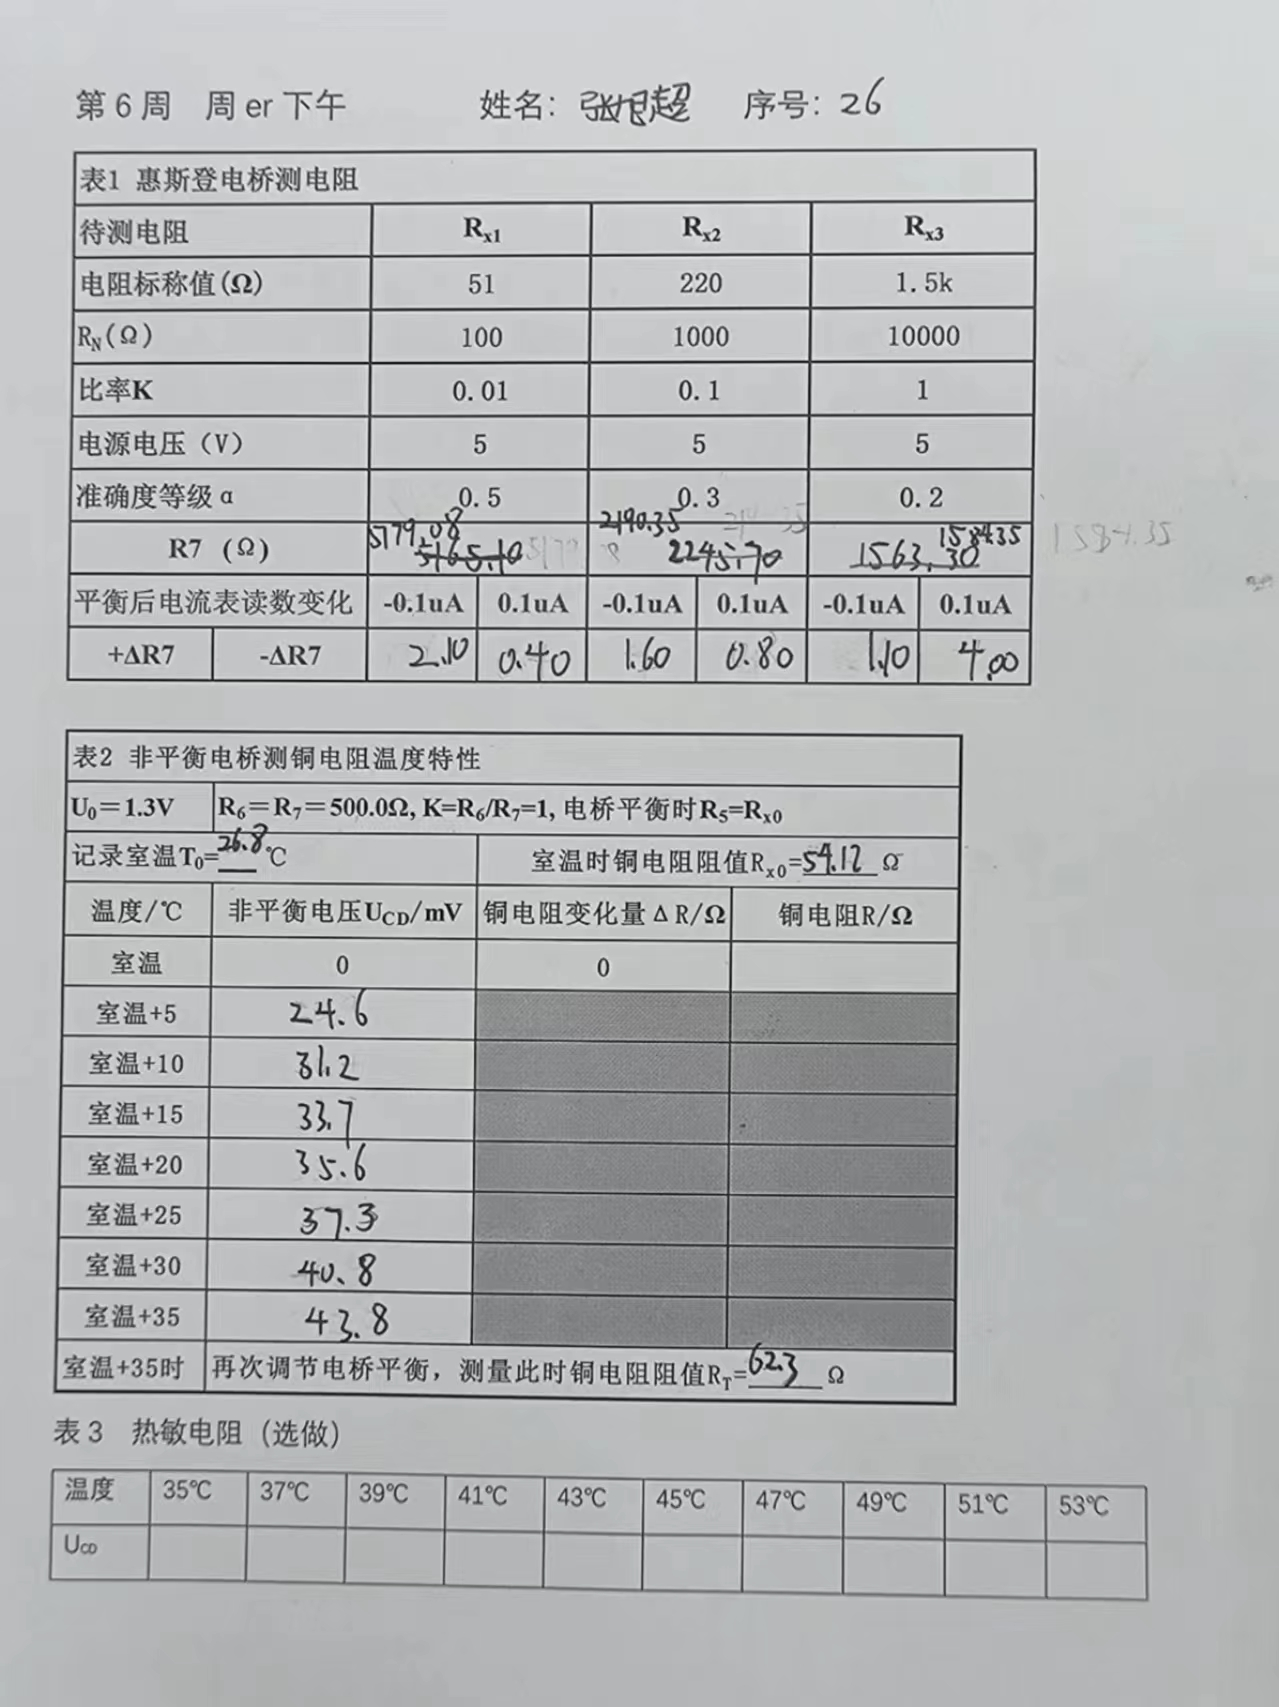 第6周 周er下午 姓名：张旭超 序号：26
表1 惠斯登电桥测电阻
待测电阻 Rx1 Rx2 Rx3
电阻标称值(Ω) 51 220 1.5k
RN(Ω) 100 1000 10000
比率K 0.01 0.1 1
电源电压（V） 5 5 5
准确度等级α 0.5 0.3 0.2
5179.08 2190.35 1584.35
R7 (Ω) 5165.10 2245.70 1563.30 1584.35
平衡后电流表读数变化 -0.1uA 0.1uA -0.1uA 0.1uA -0.1uA 0.1uA
+ΔR7 -ΔR7 2.10 0.40 1.60 0.80 1.10 4.00
表2 非平衡电桥测铜电阻温度特性
U0＝1.3V R6＝R7＝500.0Ω, K=R6/R7=1, 电桥平衡时R5=Rx0
记录室温T0=26.8℃ 室温时铜电阻阻值Rx0=54.12 Ω
温度/℃ 非平衡电压UCD/mV 铜电阻变化量ΔR/Ω 铜电阻R/Ω
室温 0 0
室温+5 24.6
室温+10 31.2
室温+15 33.7
室温+20 35.6
室温+25 37.3
室温+30 40.8
室温+35 43.8
室温+35时 再次调节电桥平衡，测量此时铜电阻阻值RT=62.3 Ω
表3 热敏电阻（选做）
温度 35℃ 37℃ 39℃ 41℃ 43℃ 45℃ 47℃ 49℃ 51℃ 53℃
UCD